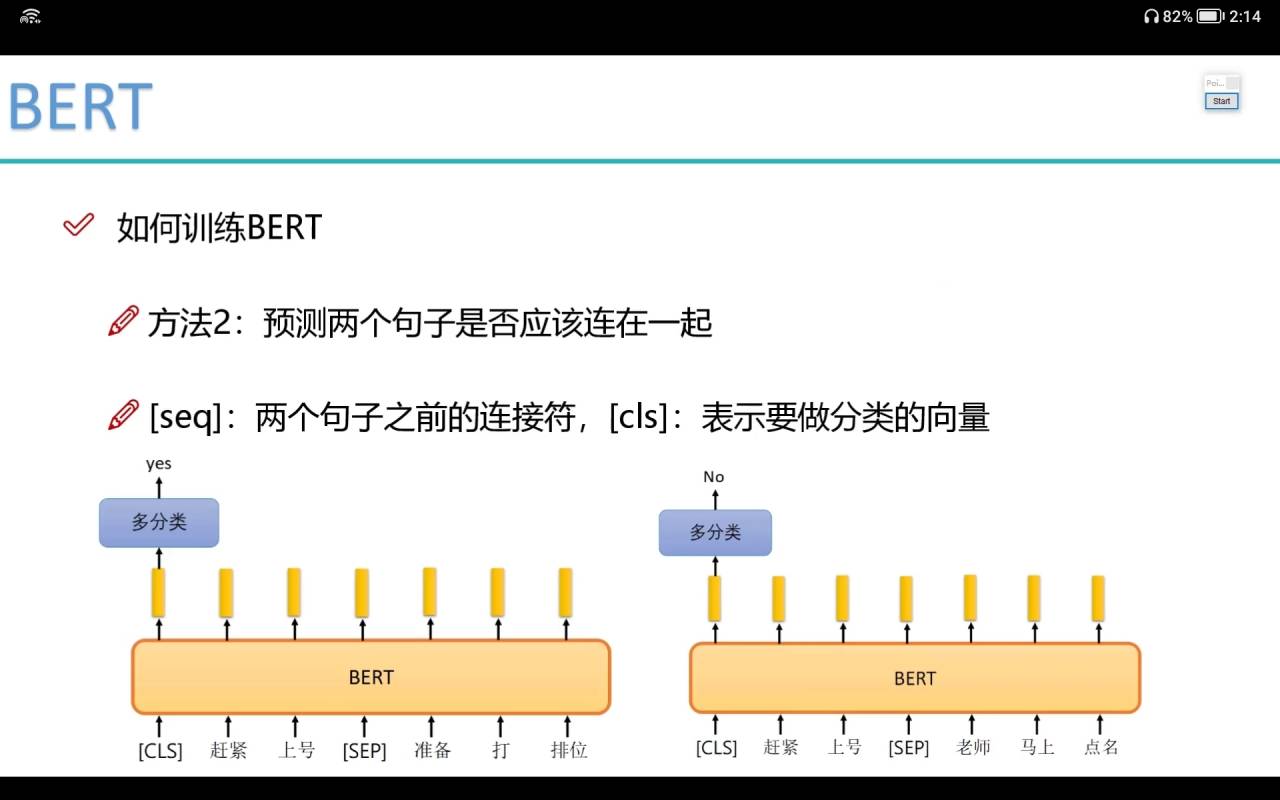 82% 2:14
BERT
Poi...
Start
如何训练BERT
方法2：预测两个句子是否应该连在一起
[seq]：两个句子之前的连接符，[cls]：表示要做分类的向量
yes
No
多分类
多分类
BERT
BERT
[CLS] 赶紧 上号 [SEP] 准备 打 排位
[CLS] 赶紧 上号 [SEP] 老师 马上 点名